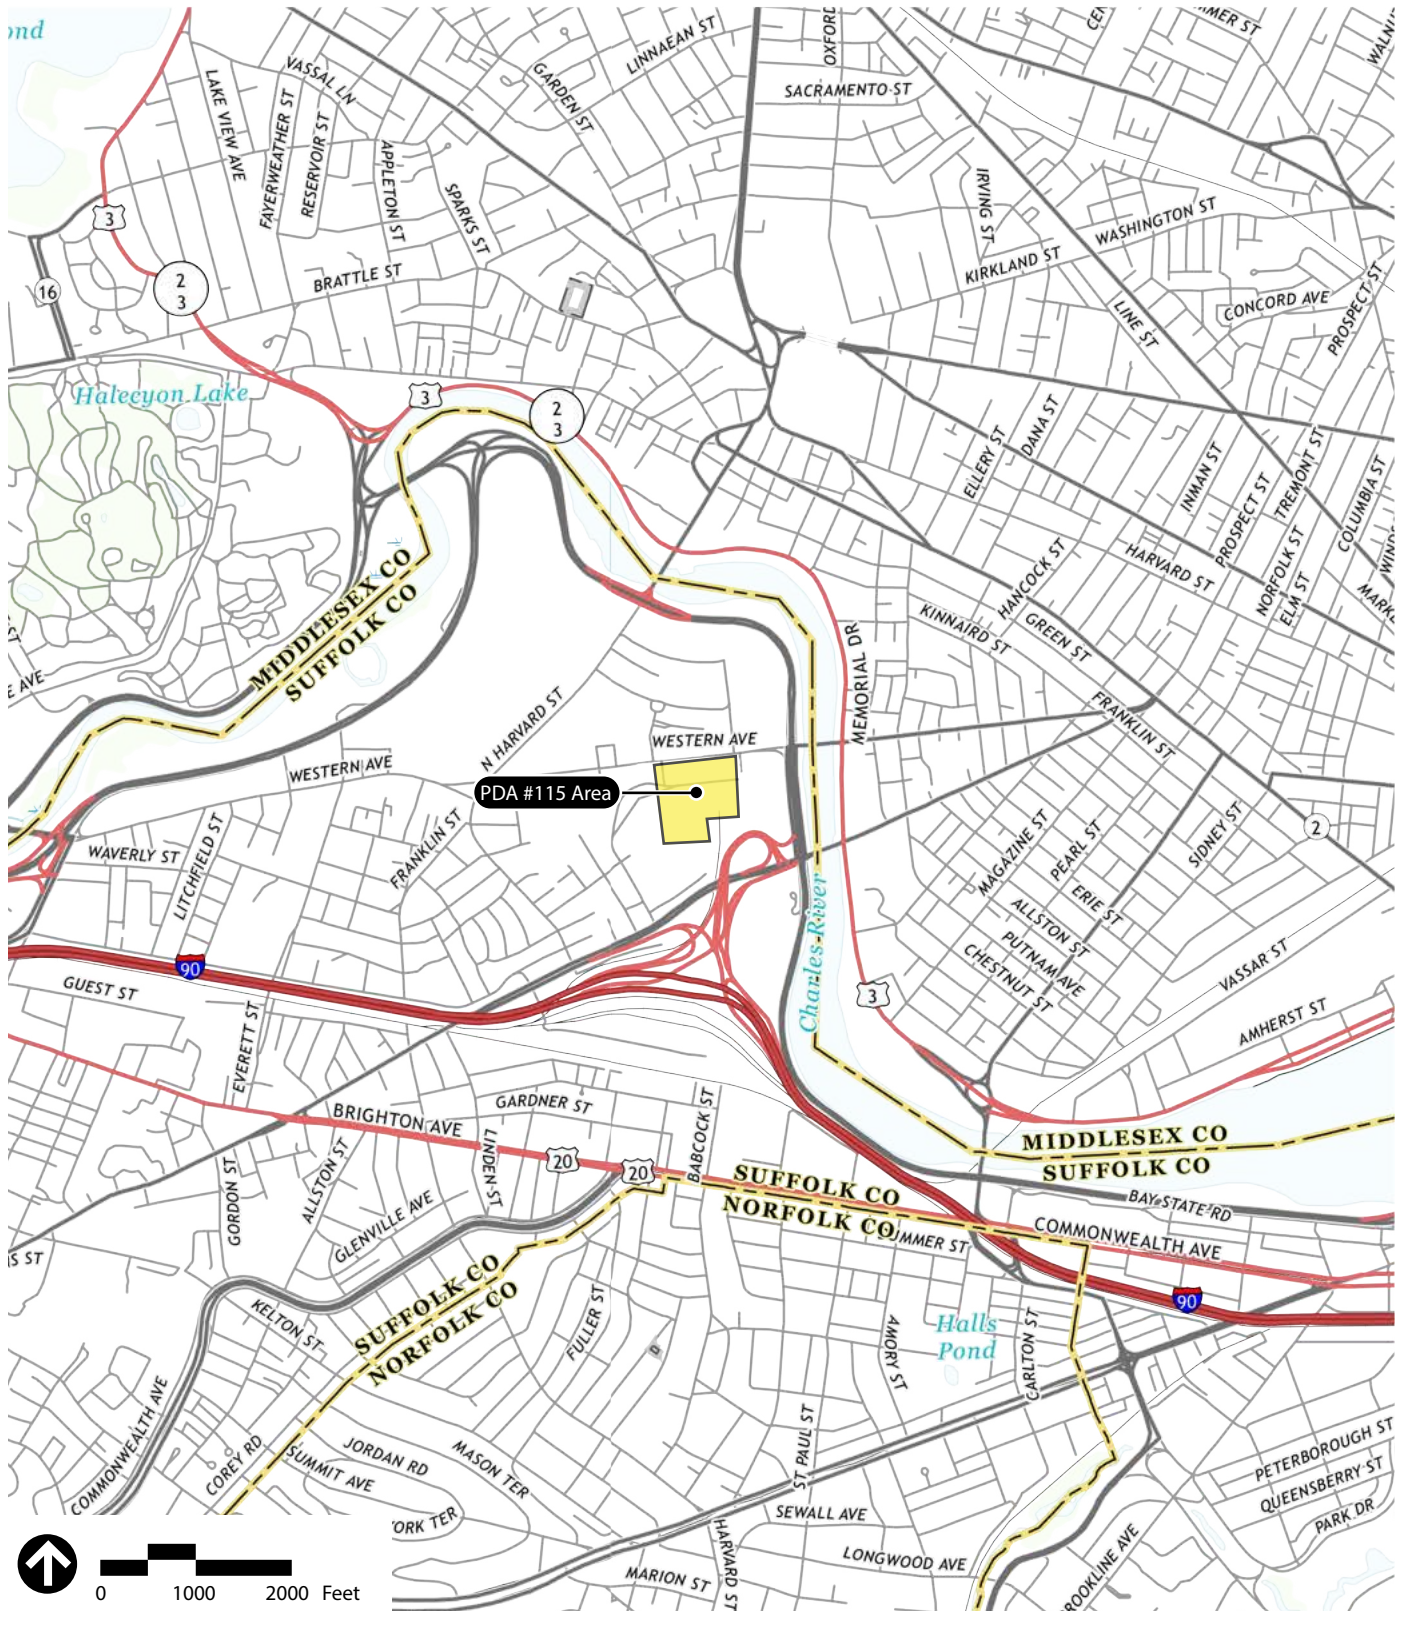 OXFORD
MMER ST
LINNAEAN ST
VASSAL LN
GARDEN ST
SACRAMENTO ST
LAKE VIEW AVE
FAYERWEATHER ST
RESERVOIR ST
APPLETON ST
SPARKS ST
IRVING ST
WASHINGTON ST
3
KIRKLAND ST
BRATTLE ST
16
2
3
CONCORD AVE
PROSPECT ST
LINE ST
Halecyon Lake
3
2
3
DANA ST
ELLERY ST
INMAN ST
PROSPECT ST
TREMONT ST
COLUMBIA ST
HARVARD ST
NORFOLK ST
ELM ST
HANCOCK ST
KINNAIRD ST
GREEN ST
MIDDLESEX CO
SUFFOLK CO
E AVE
MEMORIAL DR
FRANKLIN ST
N HARVARD ST
WESTERN AVE
WESTERN AVE
PDA #115 Area
2
FRANKLIN ST
LITCHFIELD ST
WAVERLY ST
MAGAZINE ST
PEARL ST
SIDNEY ST
ERIE ST
ALLSTON ST
PUTNAM AVE
CHESTNUT ST
Charles River
90
GUEST ST
VASSAR ST
3
AMHERST ST
EVERETT ST
GARDNER ST
BRIGHTON AVE
BABCOCK ST
LINDEN ST
20
20
MIDDLESEX CO
SUFFOLK CO
SUFFOLK CO
NORFOLK CO
GORDON ST
ALLSTON ST
GLENVILLE AVE
BAY STATE RD
COMMONWEALTH AVE
UMMER ST
S ST
SUFFOLK CO
NORFOLK CO
90
KELTON ST
FULLER ST
AMORY ST
Halls
Pond
CARLTON ST
COMMONWEALTH AVE
COREY RD
SUMMIT AVE
JORDAN RD
MASON TER
ST PAUL ST
PETERBOROUGH ST
QUEENSBERRY ST
PARK DR
YORK TER
SEWALL AVE
HARVARD ST
LONGWOOD AVE
MARION ST
ROOKLINE AVE
0 1000 2000 Feet